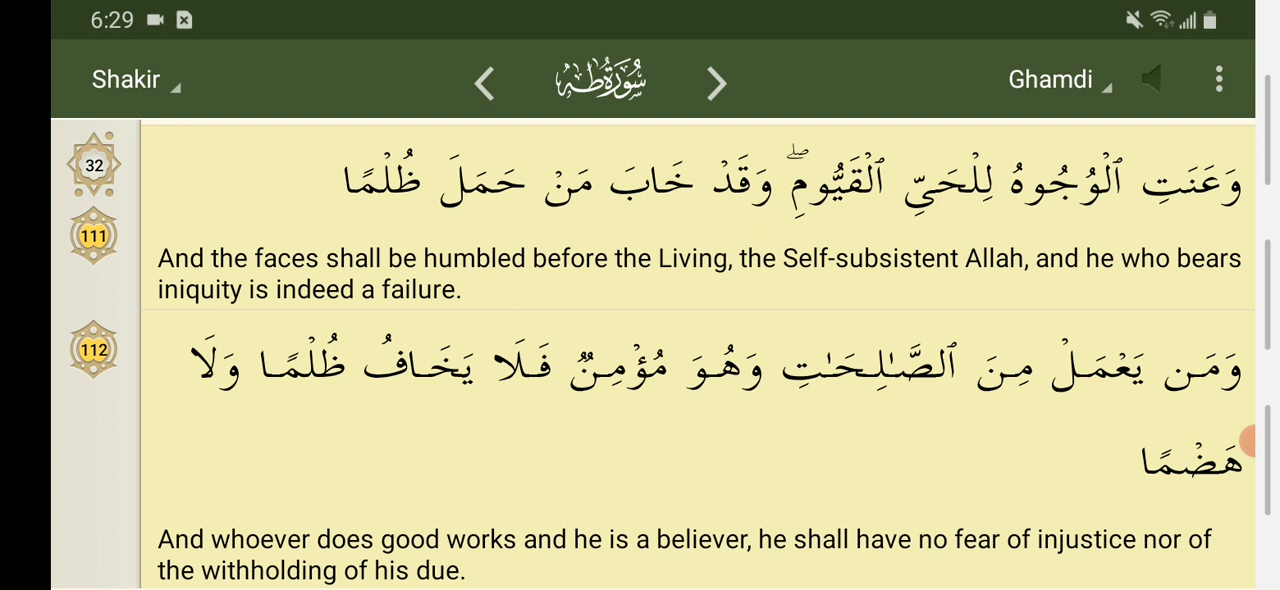 6:29
Shakir
سُورَةُ طه
Ghamdi
32
وَعَنَتِ ٱلْوُجُوهُ لِلْحَىِّ ٱلْقَيُّومِ ۖ وَقَدْ خَابَ مَنْ حَمَلَ ظُلْمًا
111
And the faces shall be humbled before the Living, the Self-subsistent Allah, and he who bears
iniquity is indeed a failure.
112
وَمَن يَعْمَلْ مِنَ ٱلصَّـٰلِحَـٰتِ وَهُوَ مُؤْمِنٌ فَلَا يَخَافُ ظُلْمًا وَلَا
هَضْمًا
And whoever does good works and he is a believer, he shall have no fear of injustice nor of
the withholding of his due.